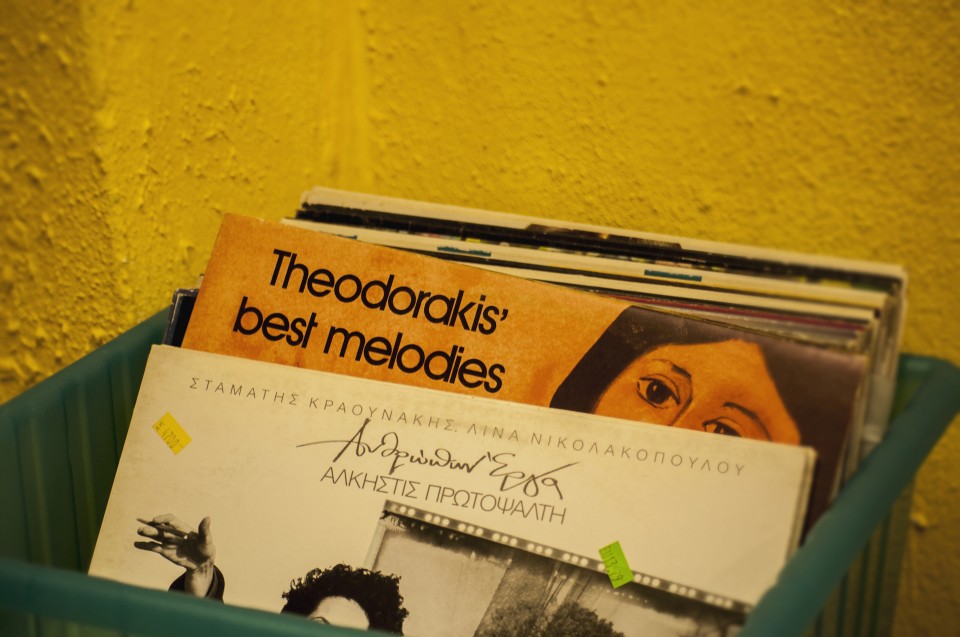 Theodorakis'
best melodies
ΣΤΑΜΑΤΗΣ ΚΡΑΟΥΝΑΚΗΣ. ΛΙΝΑ ΝΙΚΟΛΑΚΟΠΟΥΛΟΥ
Ανθρώπων Έργα
ΑΛΚΗΣΤΙΣ ΠΡΩΤΟΨΑΛΤΗ